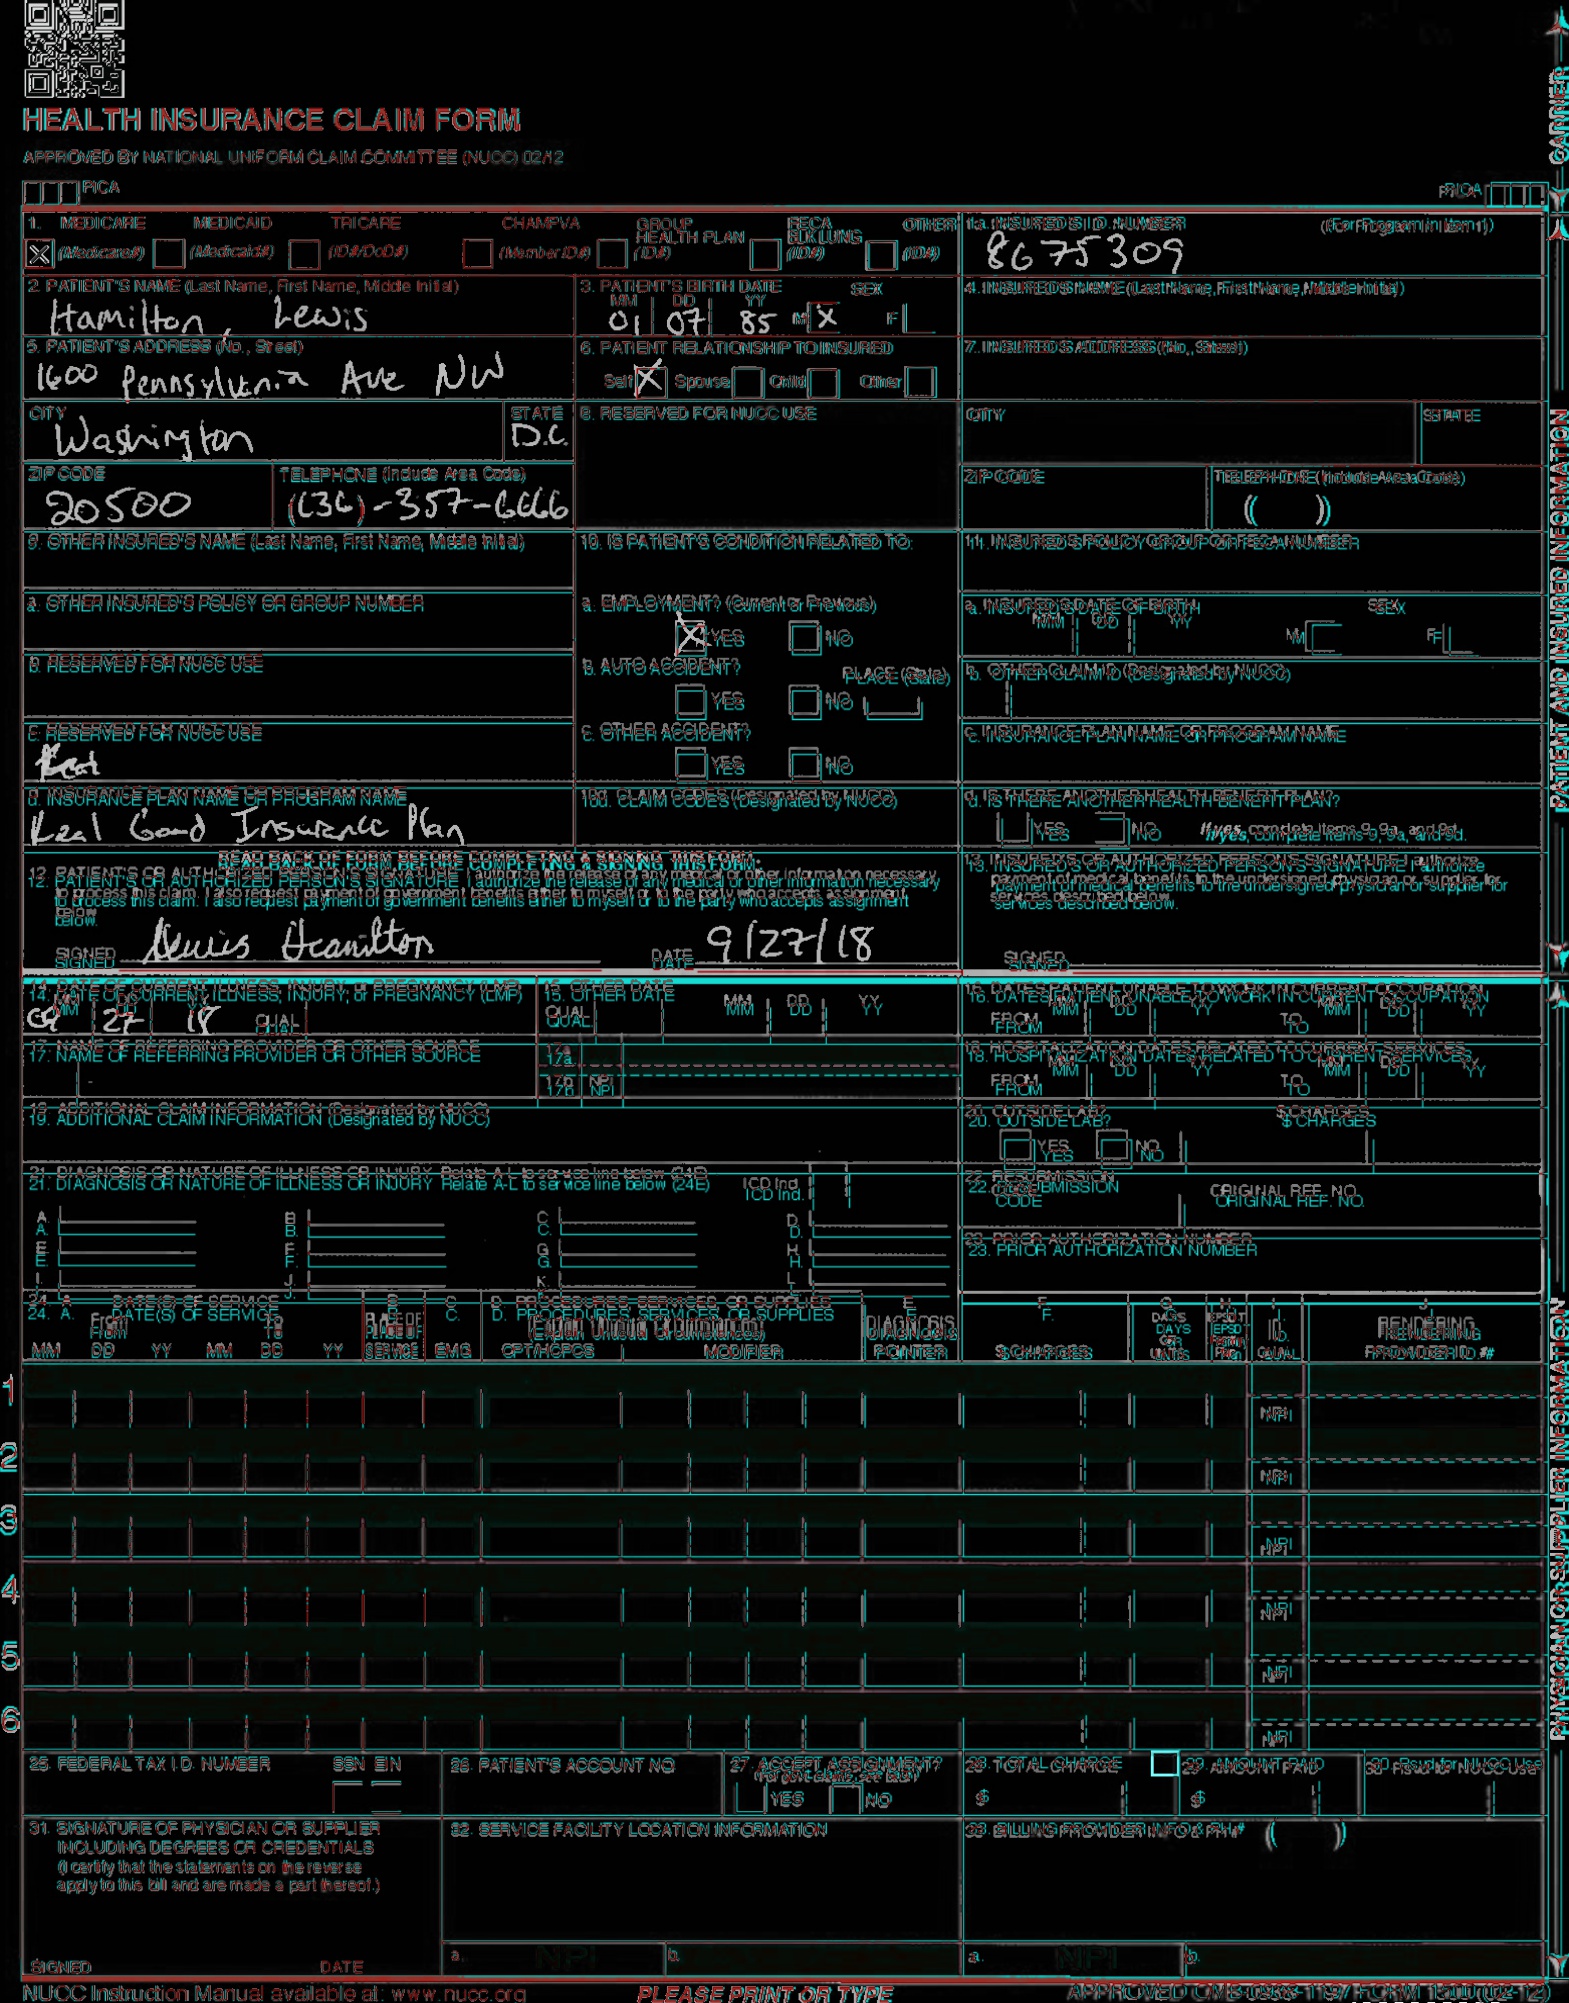 HEALTH INSURANCE CLAIM FORM
APPROVED BY NATIONAL UNIFORM CLAIM COMMITTEE (NUCC) 02/12
PICA PICA
CARRIER
1. MEDICARE MEDICAID TRICARE CHAMPVA GROUP HEALTH PLAN FECA BLK LUNG OTHER
X (Medicare#) (Medicaid#) (ID#/DoD#) (Member ID#) (ID#) (ID#) (ID#)
1a. INSURED'S I.D. NUMBER (For Program in Item 1)
8675309
2. PATIENT'S NAME (Last Name, First Name, Middle Initial)
Hamilton, Lewis
3. PATIENT'S BIRTH DATE SEX
MM DD YY
01 07 85 M X F
4. INSURED'S NAME (Last Name, First Name, Middle Initial)
5. PATIENT'S ADDRESS (No., Street)
1600 Pennsylvania Ave NW
6. PATIENT RELATIONSHIP TO INSURED
Self X Spouse Child Other
7. INSURED'S ADDRESS (No., Street)
CITY STATE
Washington D.C.
8. RESERVED FOR NUCC USE
CITY STATE
ZIP CODE TELEPHONE (Include Area Code)
20500 (636)-357-6666
ZIP CODE TELEPHONE (Include Area Code)
( )
9. OTHER INSURED'S NAME (Last Name, First Name, Middle Initial)
10. IS PATIENT'S CONDITION RELATED TO:
11. INSURED'S POLICY GROUP OR FECA NUMBER
a. OTHER INSURED'S POLICY OR GROUP NUMBER
a. EMPLOYMENT? (Current or Previous)
X YES NO
a. INSURED'S DATE OF BIRTH SEX
MM DD YY M F
b. RESERVED FOR NUCC USE
b. AUTO ACCIDENT? PLACE (State)
YES NO
b. OTHER CLAIM ID (Designated by NUCC)
c. RESERVED FOR NUCC USE
c. OTHER ACCIDENT?
YES NO
c. INSURANCE PLAN NAME OR PROGRAM NAME
d. INSURANCE PLAN NAME OR PROGRAM NAME
Real Good Insurance Plan
10d. CLAIM CODES (Designated by NUCC)
d. IS THERE ANOTHER HEALTH BENEFIT PLAN?
YES NO If yes, complete items 9, 9a, and 9d.
PATIENT AND INSURED INFORMATION
READ BACK OF FORM BEFORE COMPLETING & SIGNING THIS FORM.
12. PATIENT'S OR AUTHORIZED PERSON'S SIGNATURE I authorize the release of any medical or other information necessary
to process this claim. I also request payment of government benefits either to myself or to the party who accepts assignment
below.
SIGNED Lewis Hamilton DATE 9/27/18
13. INSURED'S OR AUTHORIZED PERSON'S SIGNATURE I authorize
payment of medical benefits to the undersigned physician or supplier for
services described below.
SIGNED
14. DATE OF CURRENT ILLNESS, INJURY, or PREGNANCY (LMP)
MM DD YY
09 27 18 QUAL.
15. OTHER DATE
QUAL. MM DD YY
16. DATES PATIENT UNABLE TO WORK IN CURRENT OCCUPATION
MM DD YY MM DD YY
FROM TO
17. NAME OF REFERRING PROVIDER OR OTHER SOURCE
17a.
17b. NPI
18. HOSPITALIZATION DATES RELATED TO CURRENT SERVICES
MM DD YY MM DD YY
FROM TO
19. ADDITIONAL CLAIM INFORMATION (Designated by NUCC)
20. OUTSIDE LAB? $ CHARGES
YES NO
21. DIAGNOSIS OR NATURE OF ILLNESS OR INJURY Relate A-L to service line below (24E) ICD Ind.
A. B. C. D.
E. F. G. H.
I. J. K. L.
22. RESUBMISSION CODE ORIGINAL REF. NO.
23. PRIOR AUTHORIZATION NUMBER
24. A. DATE(S) OF SERVICE B. C. D. PROCEDURES, SERVICES, OR SUPPLIES E. F. G. H. I. J.
From To PLACE OF SERVICE EMG (Explain Unusual Circumstances) DIAGNOSIS POINTER $ CHARGES DAYS OR UNITS EPSDT Family Plan ID. QUAL. RENDERING PROVIDER ID. #
MM DD YY MM DD YY CPT/HCPCS MODIFIER
1 NPI
2 NPI
3 NPI
4 NPI
5 NPI
6 NPI
PHYSICIAN OR SUPPLIER INFORMATION
25. FEDERAL TAX I.D. NUMBER SSN EIN
26. PATIENT'S ACCOUNT NO.
27. ACCEPT ASSIGNMENT?
(For govt. claims, see back)
YES NO
28. TOTAL CHARGE
$
29. AMOUNT PAID
$
30. Rsvd for NUCC Use
31. SIGNATURE OF PHYSICIAN OR SUPPLIER
INCLUDING DEGREES OR CREDENTIALS
(I certify that the statements on the reverse
apply to this bill and are made a part thereof.)
SIGNED DATE
32. SERVICE FACILITY LOCATION INFORMATION
a. NPI b.
33. BILLING PROVIDER INFO & PH# ( )
a. NPI b.
NUCC Instruction Manual available at: www.nucc.org
PLEASE PRINT OR TYPE
APPROVED OMB-0938-1197 FORM 1500 (02-12)